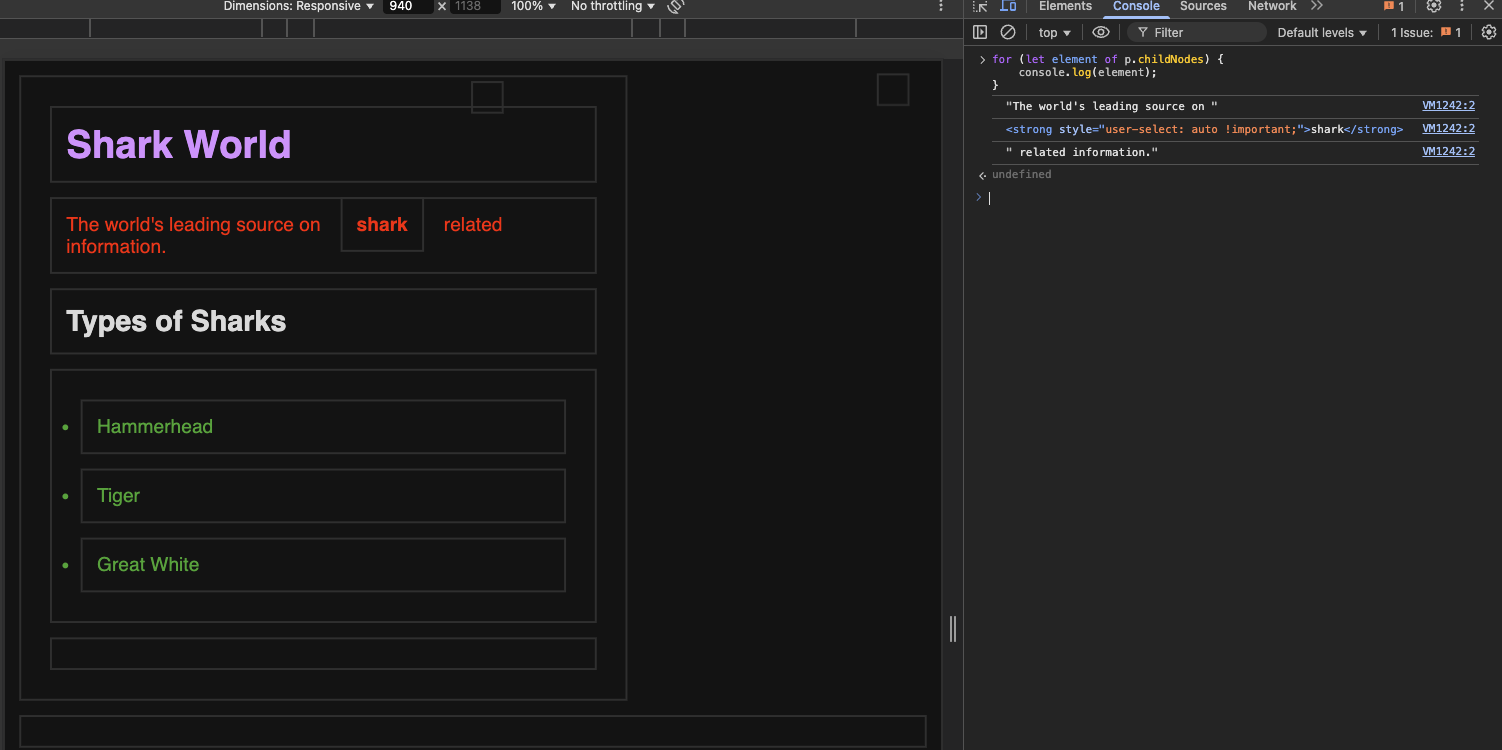 Dimensions: Responsive ▼ 940 x 1138 100% ▼ No throttling ▼
Elements Console Sources Network 1
top ▼ Filter Default levels ▼ 1 Issue: 1
Shark World
The world's leading source on shark related
information.
Types of Sharks
• Hammerhead
• Tiger
• Great White
for (let element of p.childNodes) {
    console.log(element);
}
"The world's leading source on " VM1242:2
<strong style="user-select: auto !important;">shark</strong> VM1242:2
" related information." VM1242:2
undefined